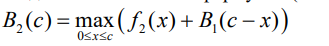 B₂(c) = max (f₂(x) + B₁(c − x))
0≤x≤c